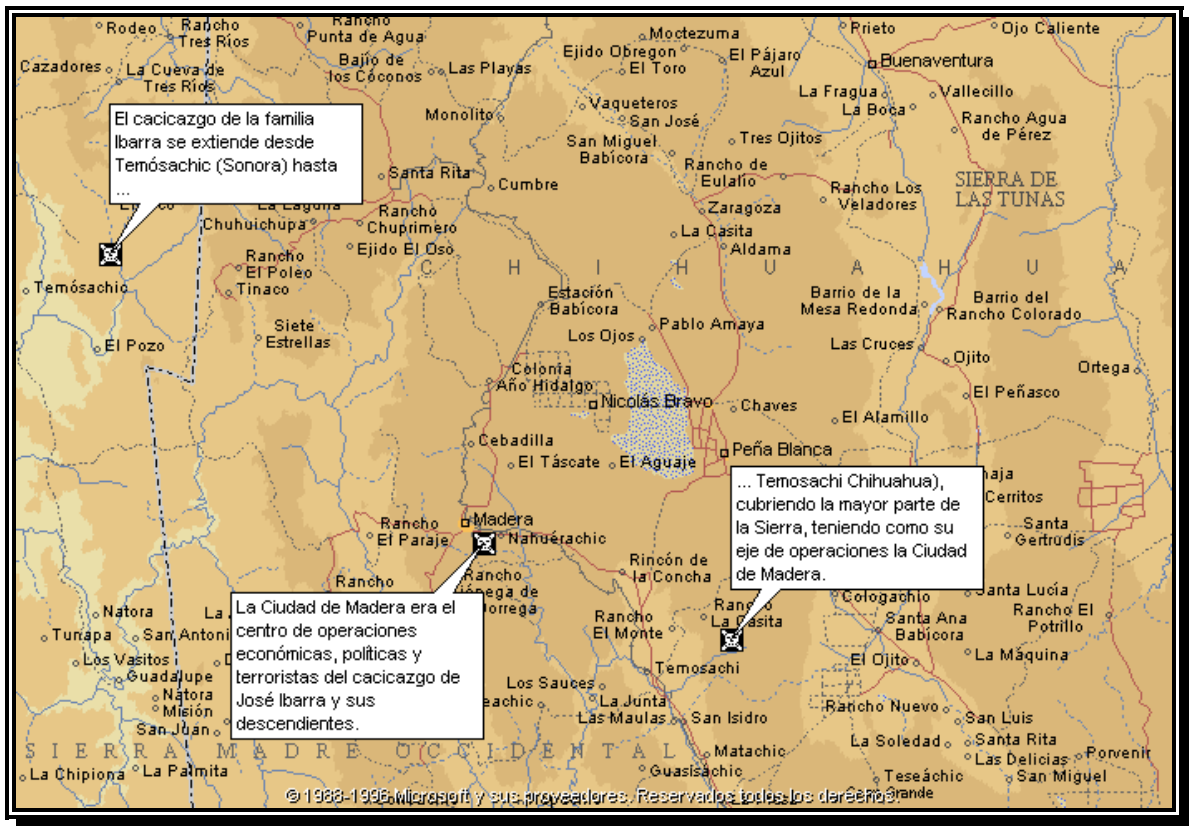 Rodeo
Rancho
Tres Ríos
Rancho
Punta de Agua
Moctezuma
Prieto
Ojo Caliente
Cazadores
La Cueva de
Tres Ríos
Bajío de
los Cóconos
Las Playas
Ejido Obregon
El Toro
El Pájaro
Azul
Buenaventura
La Fragua
La Boca
Vallecillo
El cacicazgo de la familia
Ibarra se extiende desde
Temósachic (Sonora) hasta
...
Monolito
Vaqueteros
San José
San Miguel
Babícora
Tres Ojitos
Rancho Agua
de Pérez
Santa Rita
Cumbre
Rancho de
Eulalio
Rancho Los
Veladores
SIERRA DE
LAS TUNAS
La Laguna
Chuhuichupa
Rancho
Chuprimero
Ejido El Oso
Zaragoza
La Casita
Aldama
Rancho
El Poleo
Tinaco
C H I H U A H U A
Temósachic
Estación
Babícora
Barrio de la
Mesa Redonda
Barrio del
Rancho Colorado
Siete
Estrellas
Los Ojos
Pablo Amaya
El Pozo
Las Cruces
Ojito
Ortega
Colonia
Año Hidalgo
Nicolás Bravo
Chaves
El Peñasco
El Alamillo
Cebadilla
El Táscate
El Aguaje
Peña Blanca
... Temosachi Chihuahua),
cubriendo la mayor parte de
la Sierra, teniendo como su
eje de operaciones la Ciudad
de Madera.
Cerritos
Santa
Gertrudis
Rancho
El Paraje
Madera
Nahuérachic
Rincón de
la Concha
Rancho
Rancho
La Ciudad de Madera era el
centro de operaciones
económicas, políticas y
terroristas del cacicazgo de
José Ibarra y sus
descendientes.
Rancho
El Monte
Rancho
La Casita
Cologachio
Santa Lucía
Santa Ana
Babícora
Rancho El
Potrillo
Natora
Tunapa
San Antoni
Los Vasitos
Guadalupe
Natora
Misión
San Juan
Temosachi
El Ojito
La Máquina
Los Sauces
La Junta
Las Maulas
San Isidro
Rancho Nuevo
San Luis
SIERRA MADRE OCCIDENTAL
Matachic
La Soledad
Santa Rita
Las Delicias
Porvenir
La Chipiona
La Palmita
Guasisáchic
Teseáchic
San Miguel
© 1988-1996 Microsoft y sus proveedores. Reservados todos los derechos.